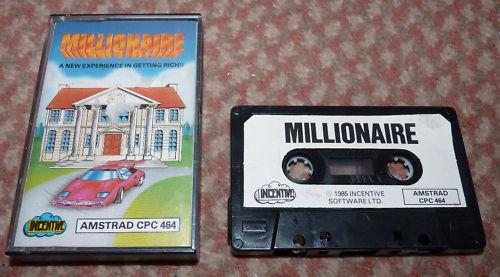 MILLIONAIRE
A NEW EXPERIENCE IN GETTING RICH!!
INCENTIVE
AMSTRAD CPC 464
MILLIONAIRE
© 1985 INCENTIVE
SOFTWARE LTD.
INCENTIVE
AMSTRAD
CPC 464